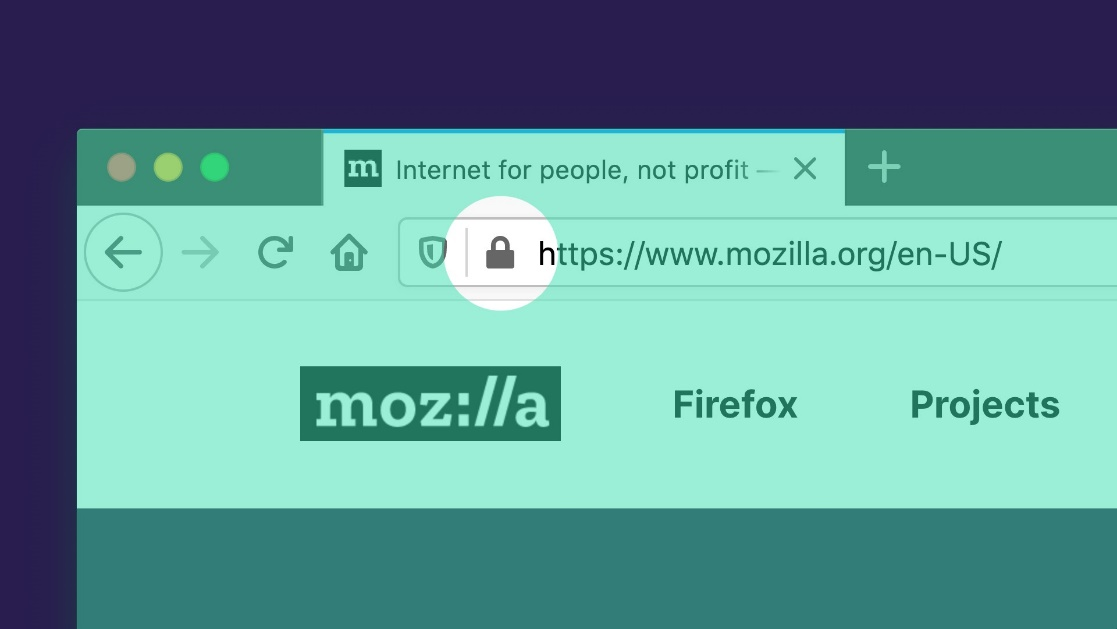 m Internet for people, not profit —
https://www.mozilla.org/en-US/
moz://a Firefox Projects